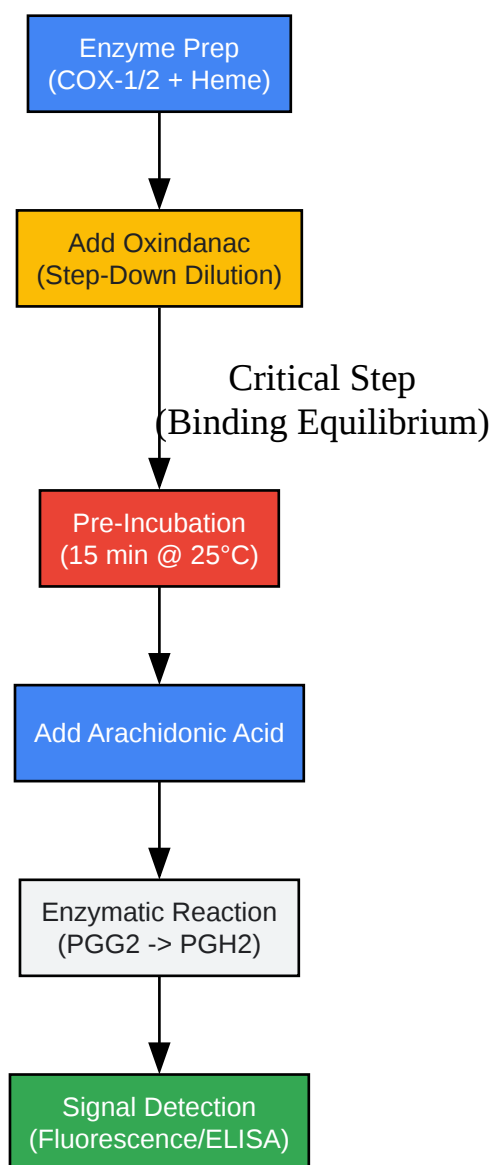 Enzyme Prep
(COX-1/2 + Heme)
Add Oxindanac
(Step-Down Dilution)
Critical Step
(Binding Equilibrium)
Pre-Incubation
(15 min @ 25°C)
Add Arachidonic Acid
Enzymatic Reaction
(PGG2 -> PGH2)
Signal Detection
(Fluorescence/ELISA)